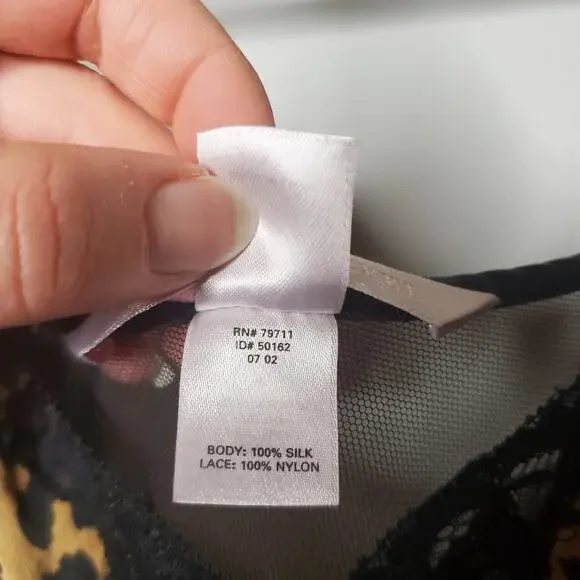 RN# 79711
ID# 50162
07 02
BODY: 100% SILK
LACE: 100% NYLON